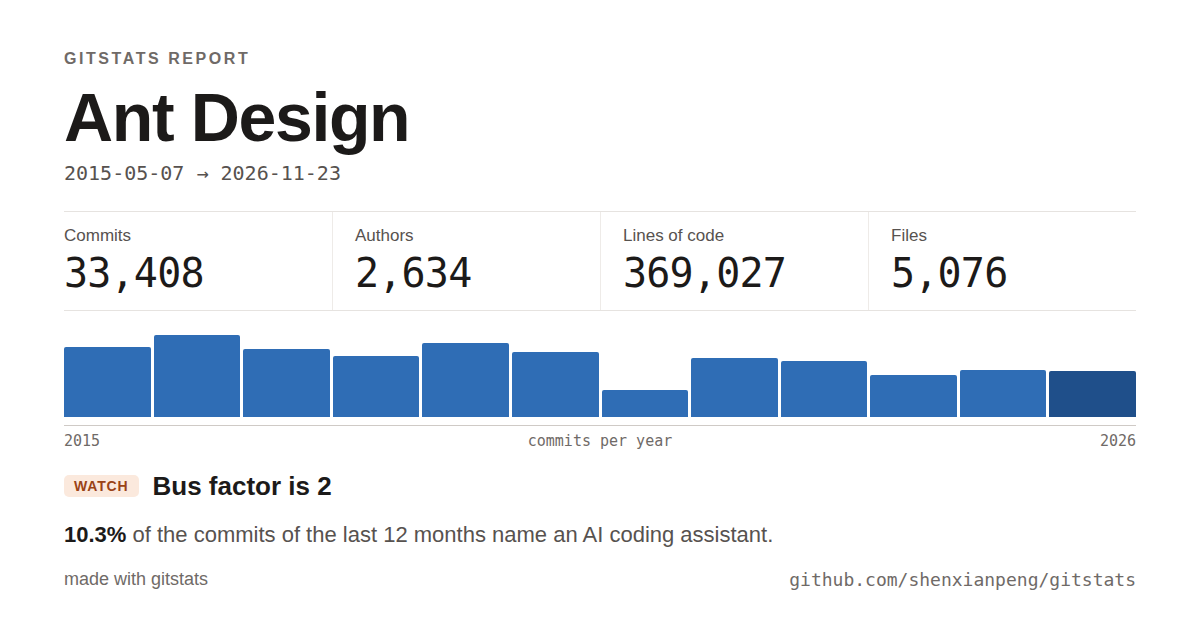 GITSTATS REPORT
Ant Design
2015-05-07 → 2026-11-23
Commits
33,408
Authors
2,634
Lines of code
369,027
Files
5,076
2015
commits per year
2026
WATCH Bus factor is 2
10.3% of the commits of the last 12 months name an AI coding assistant.
made with gitstats
github.com/shenxianpeng/gitstats